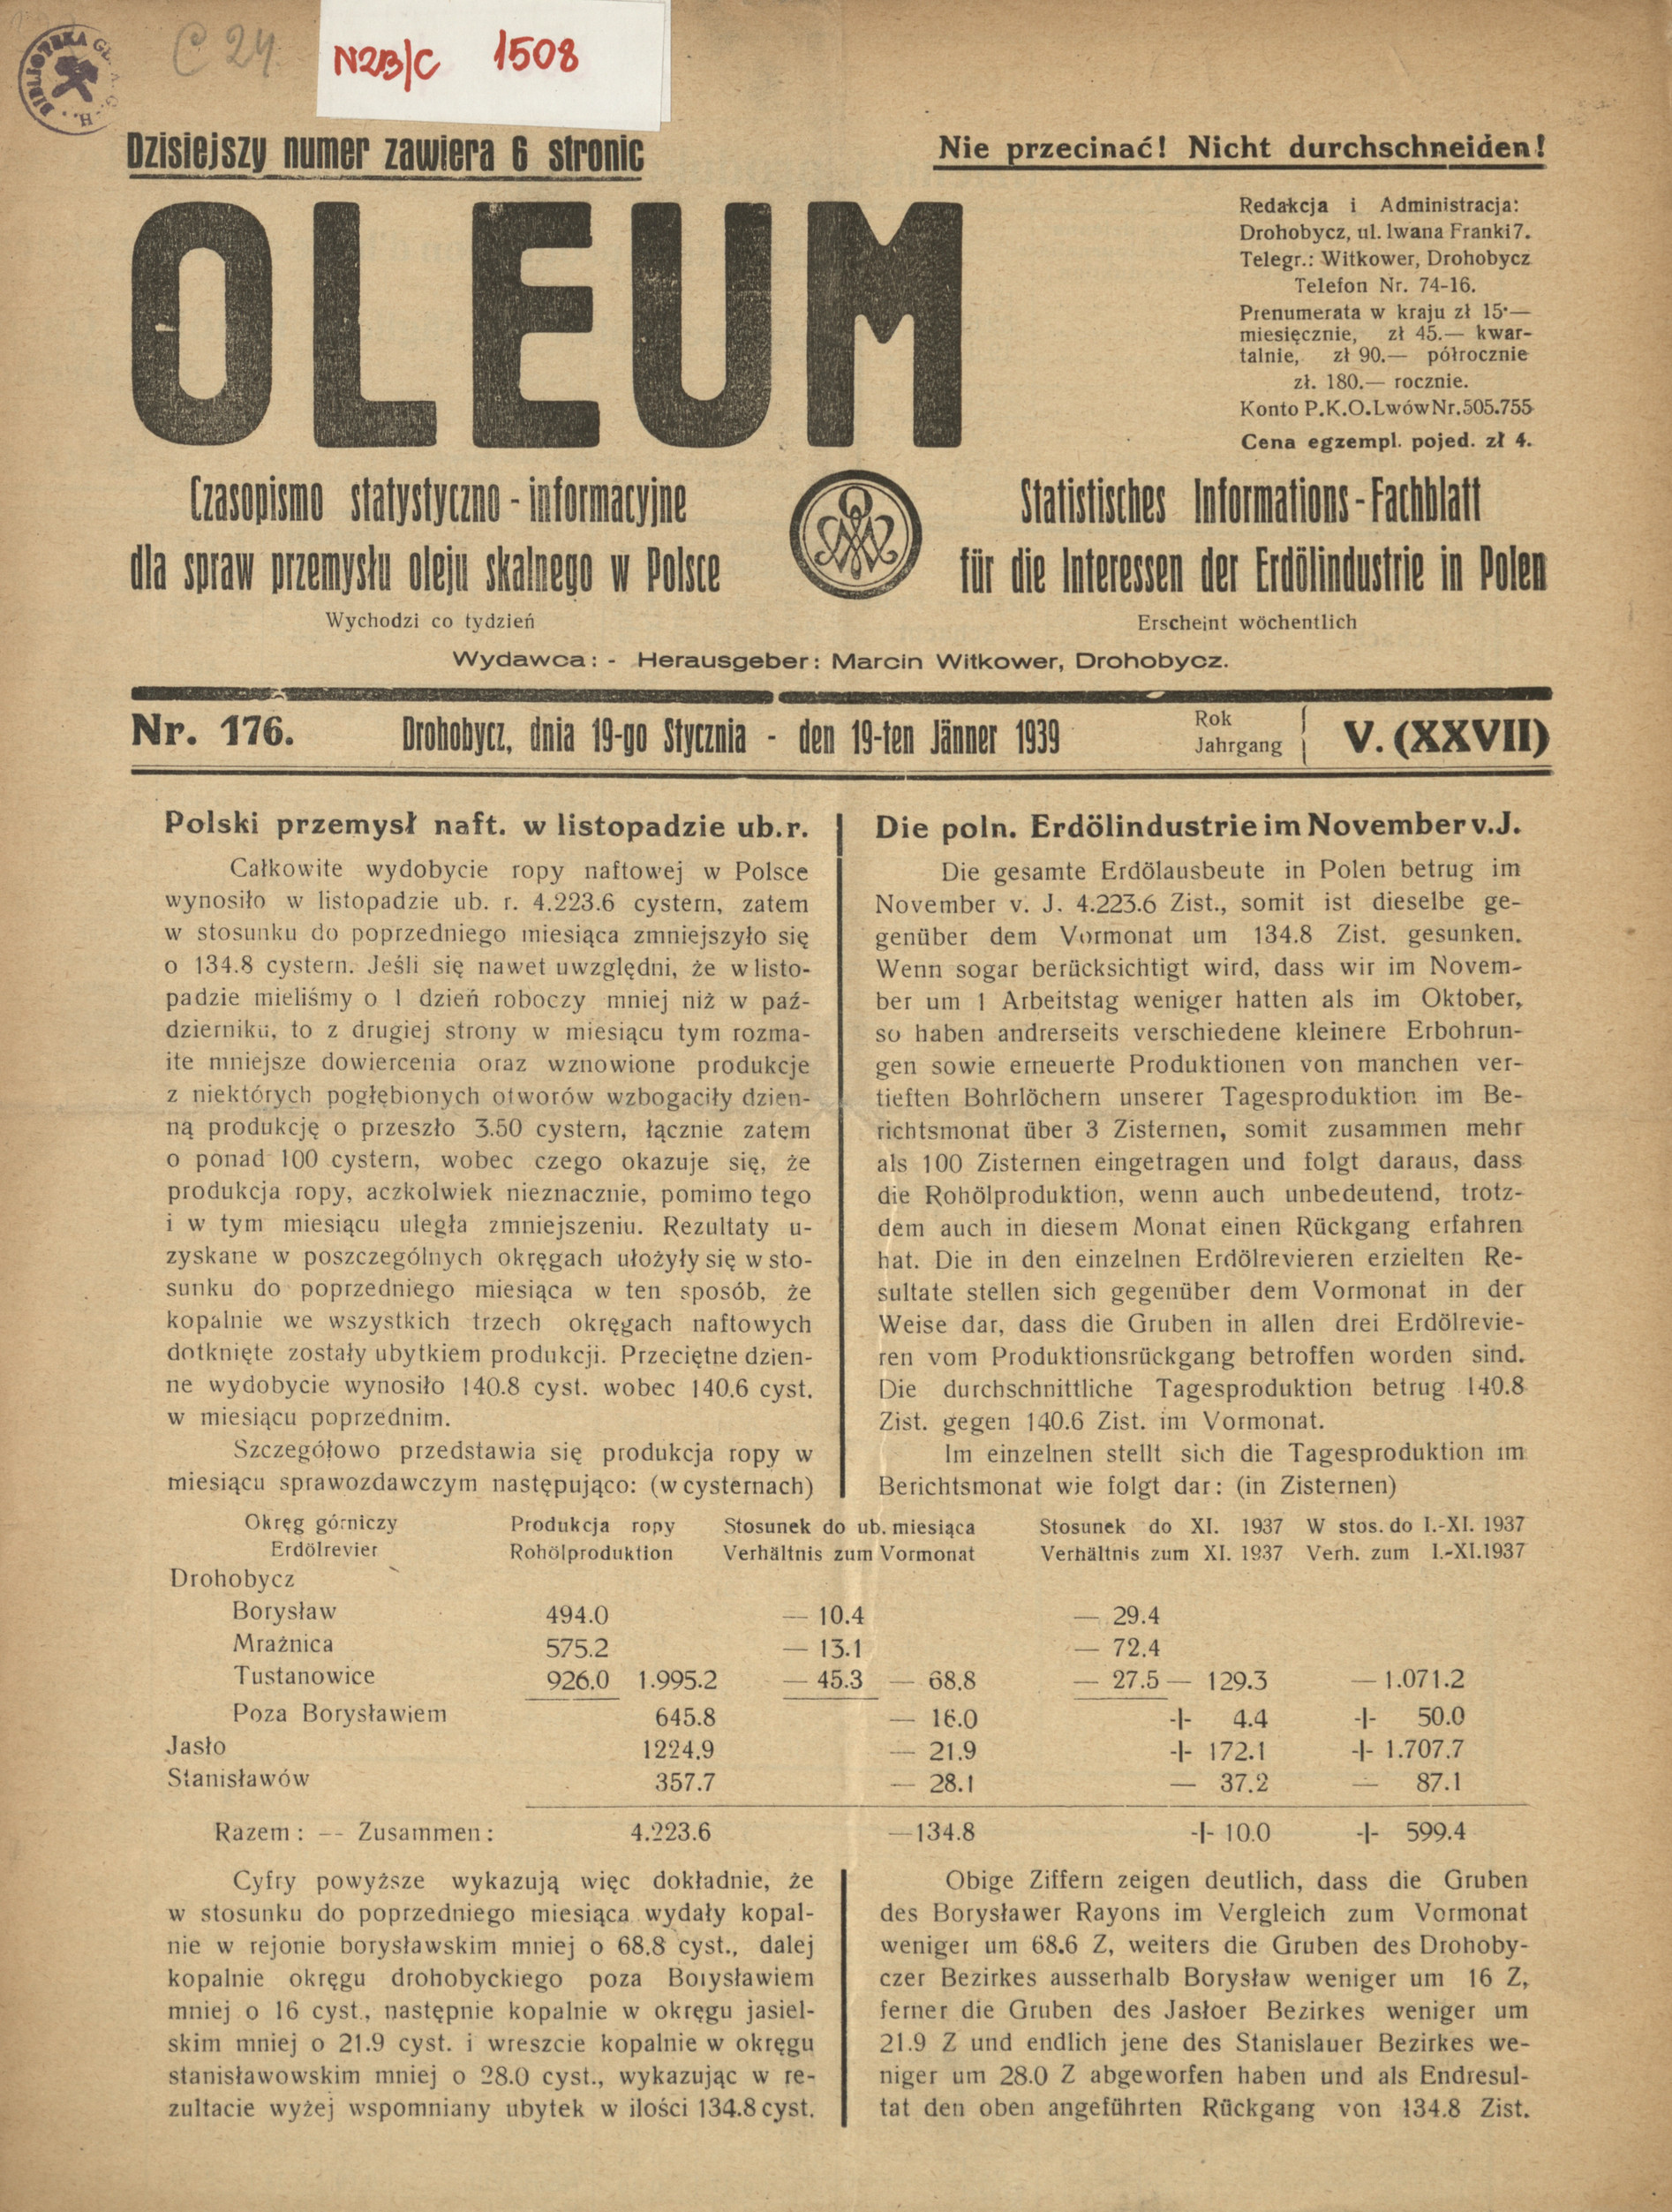 C 24
N2B/C 1508
BIBLJOTEKA
Dzisiejszy numer zawiera 6 stronic
Nie przecinać! Nicht durchschneiden!
OLEUM
Redakcja i Administracja:
Drohobycz, ul. Iwana Franki 7.
Telegr.: Witkower, Drohobycz
Telefon Nr. 74-16.
Prenumerata w kraju zł 15·—
miesięcznie, zł 45.— kwar-
talnie, zł 90.— półrocznie
zł. 180.— rocznie.
Konto P.K.O. Lwów Nr. 505.755
Cena egzempl. pojed. zł 4.
Czasopismo statystyczno - informacyjne
dla spraw przemysłu oleju skalnego w Polsce
Wychodzi co tydzień
Statistisches Informations - Fachblatt
für die Interessen der Erdölindustrie in Polen
Erscheint wöchentlich
Wydawca: - Herausgeber: Marcin Witkower, Drohobycz.
Nr. 176. Drohobycz, dnia 19-go Stycznia - den 19-ten Jänner 1939 Rok Jahrgang V. (XXVII)
Polski przemysł naft. w listopadzie ub.r.
Całkowite wydobycie ropy naftowej w Polsce
wynosiło w listopadzie ub. r. 4.223.6 cystern, zatem
w stosunku do poprzedniego miesiąca zmniejszyło się
o 134.8 cystern. Jeśli się nawet uwzględni, że w listo-
padzie mieliśmy o 1 dzień roboczy mniej niż w paź-
dzierniku, to z drugiej strony w miesiącu tym rozma-
ite mniejsze dowiercenia oraz wznowione produkcje
z niektórych pogłębionych otworów wzbogaciły dzien-
ną produkcję o przeszło 3.50 cystern, łącznie zatem
o ponad 100 cystern, wobec czego okazuje się, że
produkcja ropy, aczkolwiek nieznacznie, pomimo tego
i w tym miesiącu uległa zmniejszeniu. Rezultaty u-
zyskane w poszczególnych okręgach ułożyły się w sto-
sunku do poprzedniego miesiąca w ten sposób, że
kopalnie we wszystkich trzech okręgach naftowych
dotknięte zostały ubytkiem produkcji. Przeciętne dzien-
ne wydobycie wynosiło 140.8 cyst. wobec 140.6 cyst.
w miesiącu poprzednim.
Szczegółowo przedstawia się produkcja ropy w
miesiącu sprawozdawczym następująco: (w cysternach)
Die poln. Erdölindustrie im November v.J.
Die gesamte Erdölausbeute in Polen betrug im
November v. J. 4.223.6 Zist., somit ist dieselbe ge-
genüber dem Vormonat um 134.8 Zist. gesunken.
Wenn sogar berücksichtigt wird, dass wir im Novem-
ber um 1 Arbeitstag weniger hatten als im Oktober,
so haben andrerseits verschiedene kleinere Erbohrun-
gen sowie erneuerte Produktionen von manchen ver-
tieften Bohrlöchern unserer Tagesproduktion im Be-
richtsmonat über 3 Zisternen, somit zusammen mehr
als 100 Zisternen eingetragen und folgt daraus, dass
die Rohölproduktion, wenn auch unbedeutend, trotz-
dem auch in diesem Monat einen Rückgang erfahren
hat. Die in den einzelnen Erdölrevieren erzielten Re-
sultate stellen sich gegenüber dem Vormonat in der
Weise dar, dass die Gruben in allen drei Erdölrevie-
ren vom Produktionsrückgang betroffen worden sind.
Die durchschnittliche Tagesproduktion betrug 140.8
Zist. gegen 140.6 Zist. im Vormonat.
Im einzelnen stellt sich die Tagesproduktion im
Berichtsmonat wie folgt dar: (in Zisternen)
Okręg górniczy Produkcja ropy Stosunek do ub. miesiąca Stosunek do XI. 1937 W stos. do I.-XI. 1937
Erdölrevier Rohölproduktion Verhältnis zum Vormonat Verhältnis zum XI. 1937 Verh. zum I.-XI.1937
Drohobycz
Borysław 494.0 — 10.4 — 29.4
Mraźnica 575.2 — 13.1 — 72.4
Tustanowice 926.0 1.995.2 — 45.3 — 68.8 — 27.5 — 129.3 — 1.071.2
Poza Borysławiem 645.8 — 16.0 -|- 4.4 -|- 50.0
Jasło 1224.9 — 21.9 -|- 172.1 -|- 1.707.7
Stanisławów 357.7 — 28.1 — 37.2 — 87.1
Razem: -- Zusammen: 4.223.6 —134.8 -|- 10.0 -|- 599.4
Cyfry powyższe wykazują więc dokładnie, że
w stosunku do poprzedniego miesiąca wydały kopal-
nie w rejonie borysławskim mniej o 68.8 cyst., dalej
kopalnie okręgu drohobyckiego poza Borysławiem
mniej o 16 cyst., następnie kopalnie w okręgu jasiel-
skim mniej o 21.9 cyst. i wreszcie kopalnie w okręgu
stanisławowskim mniej o 28.0 cyst., wykazując w re-
zultacie wyżej wspomniany ubytek w ilości 134.8 cyst.
Obige Ziffern zeigen deutlich, dass die Gruben
des Borysławer Rayons im Vergleich zum Vormonat
weniger um 68.6 Z, weiters die Gruben des Drohoby-
czer Bezirkes ausserhalb Borysław weniger um 16 Z,
ferner die Gruben des Jasłoer Bezirkes weniger um
21.9 Z und endlich jene des Stanislauer Bezirkes we-
niger um 28.0 Z abgeworfen haben und als Endresul-
tat den oben angeführten Rückgang von 134.8 Zist.